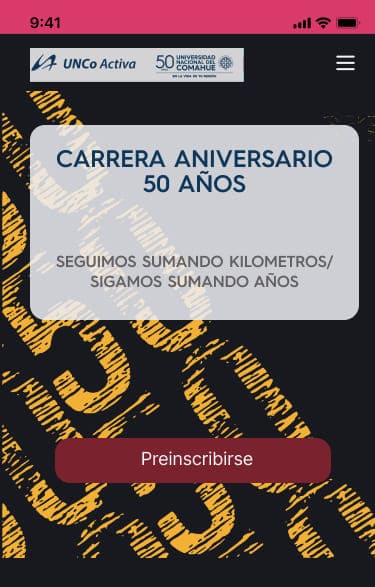 9:41
UNCo Activa
50 UNIVERSIDAD
NACIONAL DEL
COMAHUE
EN LA VIDA DE TU REGIÓN
CARRERA ANIVERSARIO
50 AÑOS
SEGUIMOS SUMANDO KILOMETROS/
SIGAMOS SUMANDO AÑOS
Preinscribirse